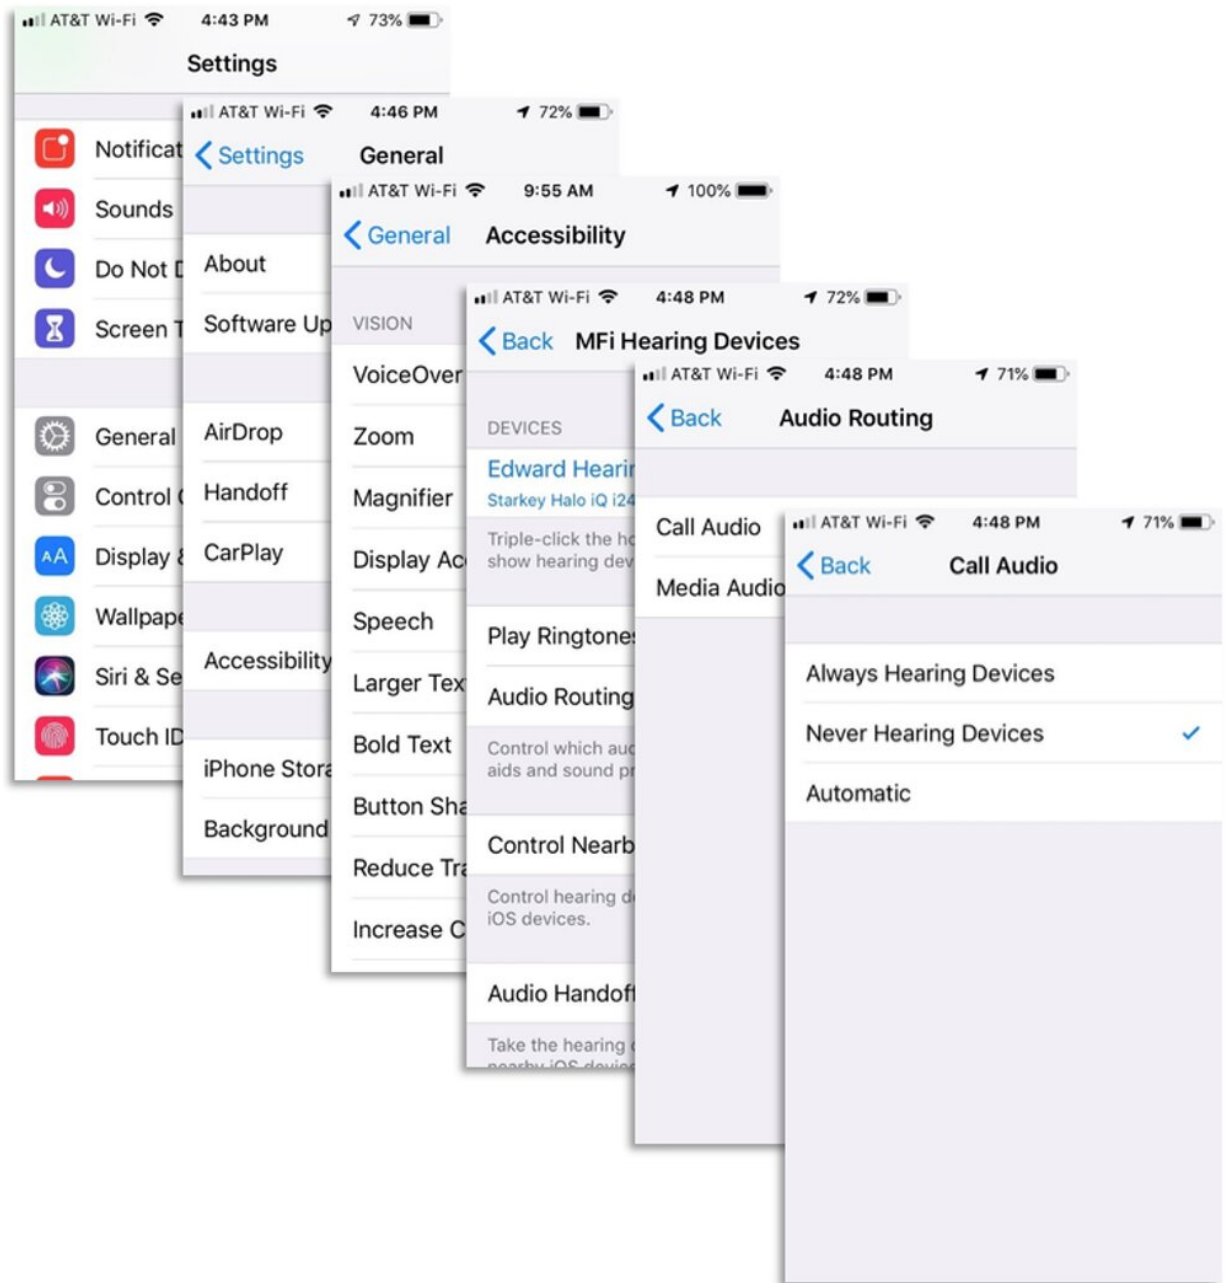 AT&T Wi-Fi 4:43 PM 73%
Settings
Notificat
Sounds
Do Not D
Screen T
General
Control C
Display &
Wallpape
Siri & Se
Touch ID
AT&T Wi-Fi 4:46 PM 72%
Settings General
About
Software Up
AirDrop
Handoff
CarPlay
Accessibility
iPhone Stora
Background
AT&T Wi-Fi 9:55 AM 100%
General Accessibility
VISION
VoiceOver
Zoom
Magnifier
Display Ac
Speech
Larger Tex
Bold Text
Button Sha
Reduce Tra
Increase C
AT&T Wi-Fi 4:48 PM 72%
Back MFi Hearing Devices
DEVICES
Edward Hearin
Starkey Halo iQ i24
Triple-click the ho
show hearing dev
Play Ringtones
Audio Routing
Control which aud
aids and sound pr
Control Nearb
Control hearing de
iOS devices.
Audio Handoff
Take the hearing d
nearby iOS device
AT&T Wi-Fi 4:48 PM 71%
Back Audio Routing
Call Audio
Media Audio
AT&T Wi-Fi 4:48 PM 71%
Back Call Audio
Always Hearing Devices
Never Hearing Devices
Automatic